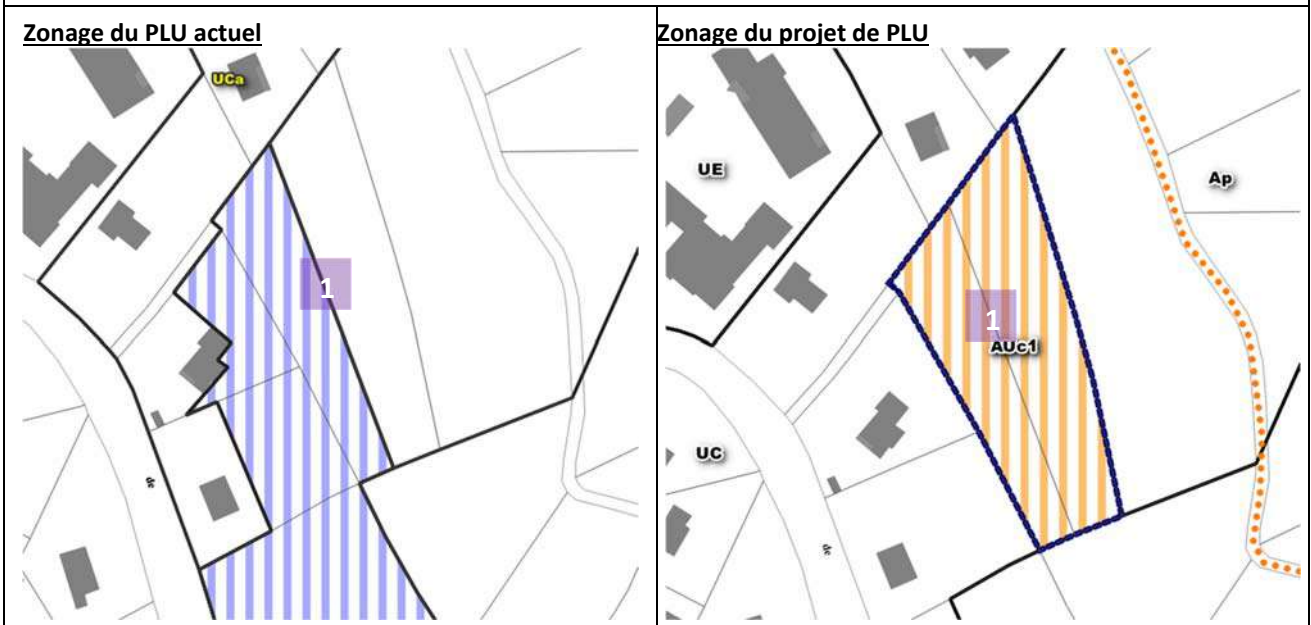 Zonage du PLU actuel
UCa
1
de
Zonage du projet de PLU
UE
Ap
1
AUc1
UC
de